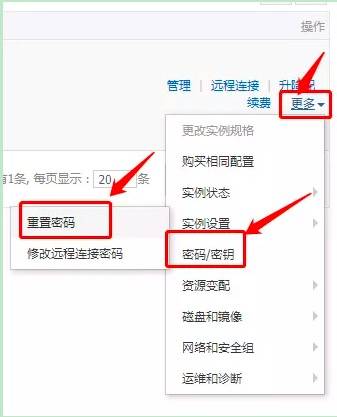 操作
管理 | 远程连接 | 升降配
续费 更多
更改实例规格
购买相同配置
有1条, 每页显示： 20 条
实例状态
重置密码
实例设置
修改远程连接密码
密码/密钥
资源变配
磁盘和镜像
网络和安全组
运维和诊断